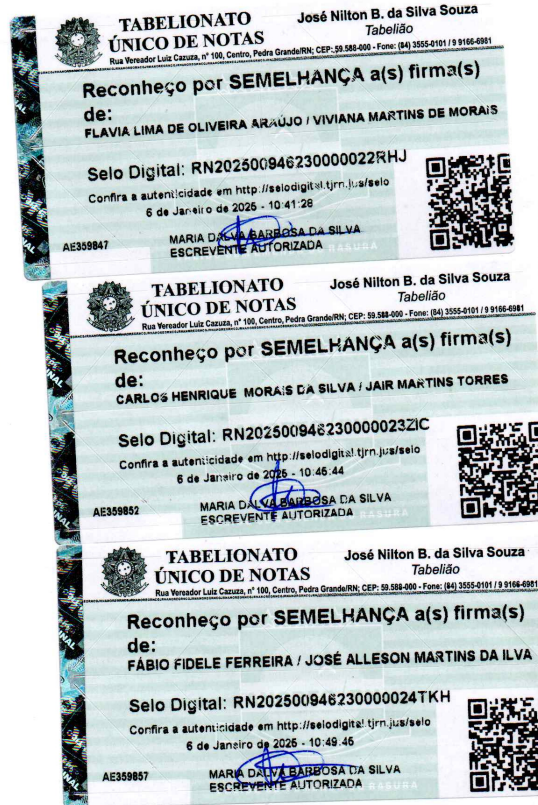 TABELIONATO
ÚNICO DE NOTAS
José Nilton B. da Silva Souza
Tabelião
Rua Vereador Luiz Cazuza, n° 100, Centro, Pedra Grande/RN; CEP: 59.588-000 - Fone: (84) 3555-0101 / 9 9166-6981
Reconheço por SEMELHANÇA a(s) firma(s)
de:
FLAVIA LIMA DE OLIVEIRA ARAÚJO / VIVIANA MARTINS DE MORAIS
Selo Digital: RN202500946230000022RHJ
Confira a autenticidade em http://selodigital.tjrn.jus/selo
6 de Janeiro de 2025 - 10:41:28
MARIA DALVA BARBOSA DA SILVA
ESCREVENTE AUTORIZADA
AE359847
TABELIONATO
ÚNICO DE NOTAS
José Nilton B. da Silva Souza
Tabelião
Rua Vereador Luiz Cazuza, n° 100, Centro, Pedra Grande/RN; CEP: 59.588-000 - Fone: (84) 3555-0101 / 9 9166-6981
Reconheço por SEMELHANÇA a(s) firma(s)
de:
CARLOS HENRIQUE MORAIS DA SILVA / JAIR MARTINS TORRES
Selo Digital: RN202500946230000023ZIC
Confira a autenticidade em http://selodigital.tjrn.jus/selo
6 de Janeiro de 2025 - 10:45:44
MARIA DALVA BARBOSA DA SILVA
ESCREVENTE AUTORIZADA
RASURA
AE359852
TABELIONATO
ÚNICO DE NOTAS
José Nilton B. da Silva Souza
Tabelião
Rua Vereador Luiz Cazuza, n° 100, Centro, Pedra Grande/RN; CEP: 59.588-000 - Fone: (84) 3555-0101 / 9 9166-6981
Reconheço por SEMELHANÇA a(s) firma(s)
de:
FÁBIO FIDELE FERREIRA / JOSÉ ALLESON MARTINS DA ILVA
Selo Digital: RN202500946230000024TKH
Confira a autenticidade em http://selodigital.tjrn.jus/selo
6 de Janeiro de 2025 - 10:49:46
MARIA DALVA BARBOSA DA SILVA
ESCREVENTE AUTORIZADA
RASURA
AE359857